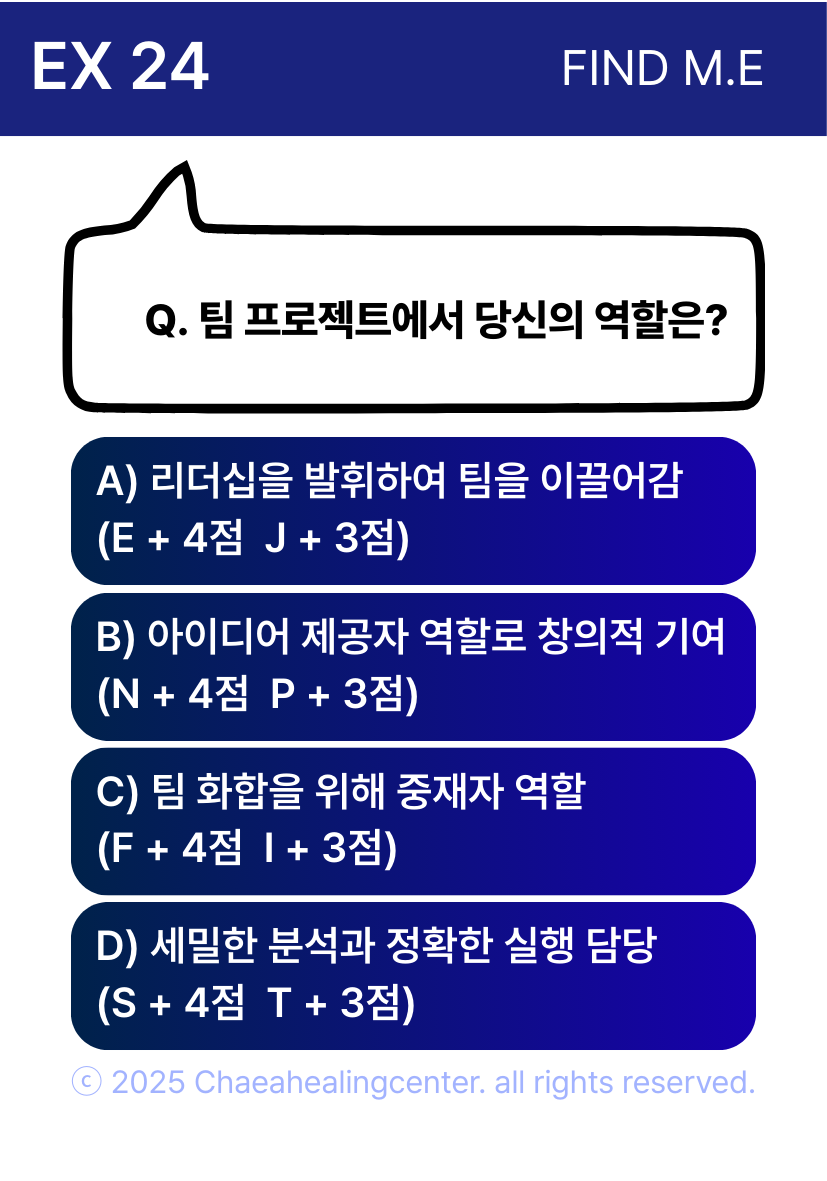 EX 24
FIND M.E
Q. 팀 프로젝트에서 당신의 역할은?
A) 리더십을 발휘하여 팀을 이끌어감
(E + 4점  J + 3점)
B) 아이디어 제공자 역할로 창의적 기여
(N + 4점  P + 3점)
C) 팀 화합을 위해 중재자 역할
(F + 4점  I + 3점)
D) 세밀한 분석과 정확한 실행 담당
(S + 4점  T + 3점)
ⓒ 2025 Chaeahealingcenter. all rights reserved.